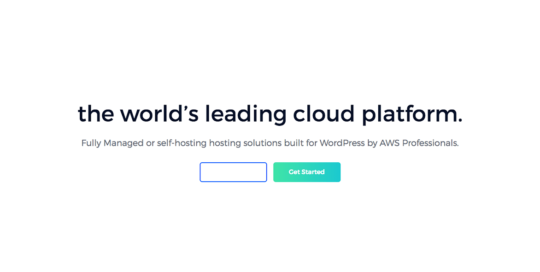 the world's leading cloud platform.
Fully Managed or self-hosting hosting solutions built for WordPress by AWS Professionals.
Get Started